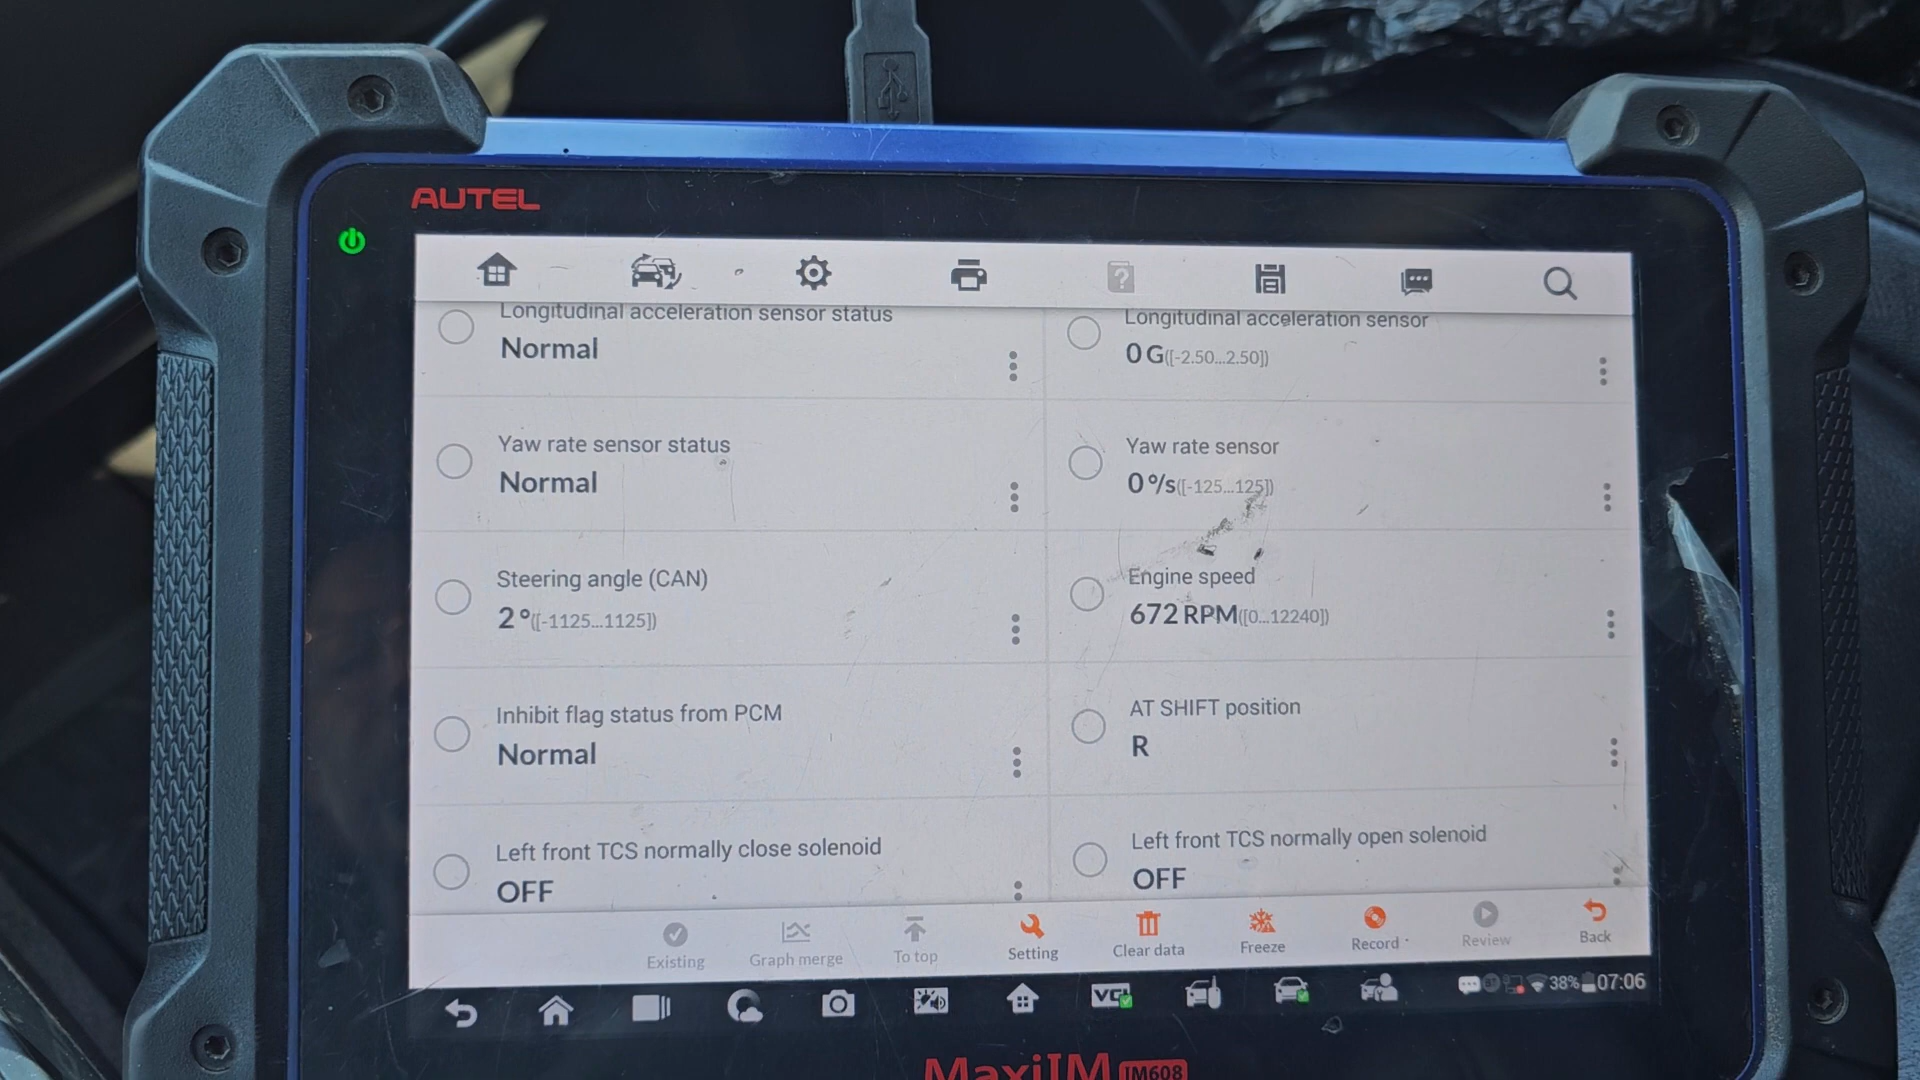 AUTEL
Longitudinal acceleration sensor status
Normal
Longitudinal acceleration sensor
0 G([-2.50...2.50])
Yaw rate sensor status
Normal
Yaw rate sensor
0 °/s([-125...125])
Steering angle (CAN)
2 °([-1125...1125])
Engine speed
672 RPM([0...12240])
Inhibit flag status from PCM
Normal
AT SHIFT position
R
Left front TCS normally close solenoid
OFF
Left front TCS normally open solenoid
OFF
Existing
Graph merge
To top
Setting
Clear data
Freeze
Record
Review
Back
VCI
38%
07:06
MaxiIM IM608